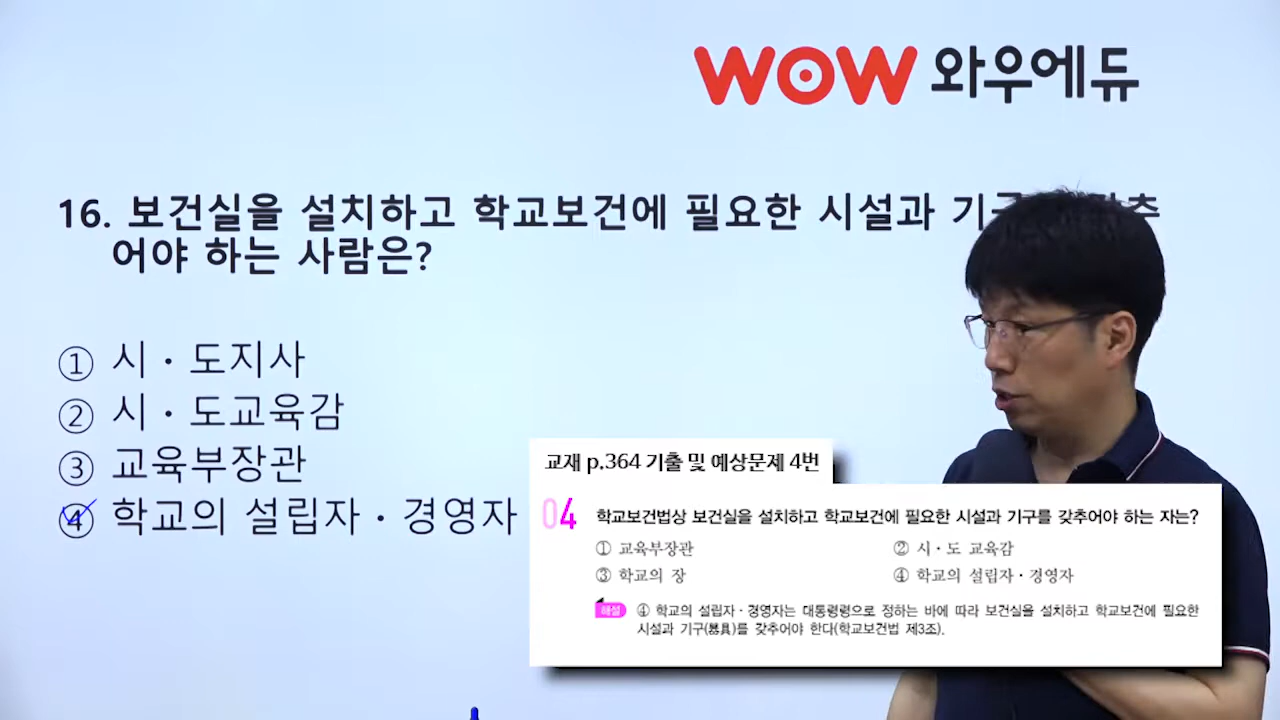 WOW 와우에듀
16. 보건실을 설치하고 학교보건에 필요한 시설과
어야 하는 사람은?
① 시·도지사
② 시·도교육감
③ 교육부장관
④ 학교의 설립자·경영자
교재 p.364 기출 및 예상문제 4번
04 학교보건법상 보건실을 설치하고 학교보건에 필요한 시설과 기구를 갖추어야 하는 자는?
① 교육부장관 ② 시·도 교육감
③ 학교의 장 ④ 학교의 설립자·경영자
해설 ④ 학교의 설립자·경영자는 대통령령으로 정하는 바에 따라 보건실을 설치하고 학교보건에 필요한
시설과 기구(器具)를 갖추어야 한다(학교보건법 제3조).